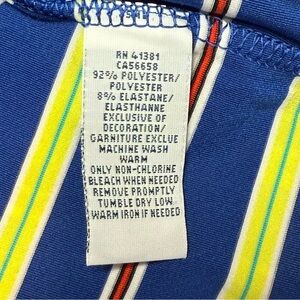 RN 41381
CA56658
92% POLYESTER/
POLYESTER
8% ELASTANE/
ELASTHANNE
EXCLUSIVE OF
DECORATION/
GARNITURE EXCLUE
MACHINE WASH
WARM
ONLY NON-CHLORINE
BLEACH WHEN NEEDED
REMOVE PROMPTLY
TUMBLE DRY LOW
WARM IRON IF NEEDED